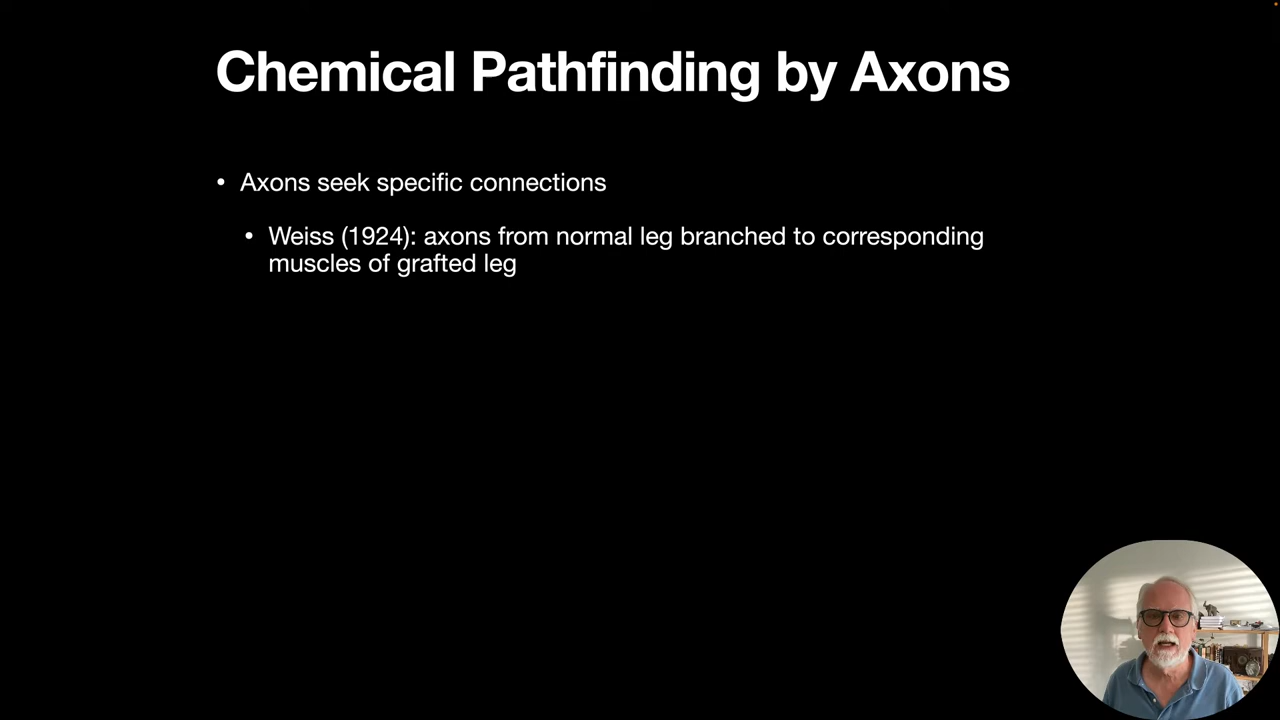 Chemical Pathfinding by Axons
• Axons seek specific connections
• Weiss (1924): axons from normal leg branched to corresponding
muscles of grafted leg